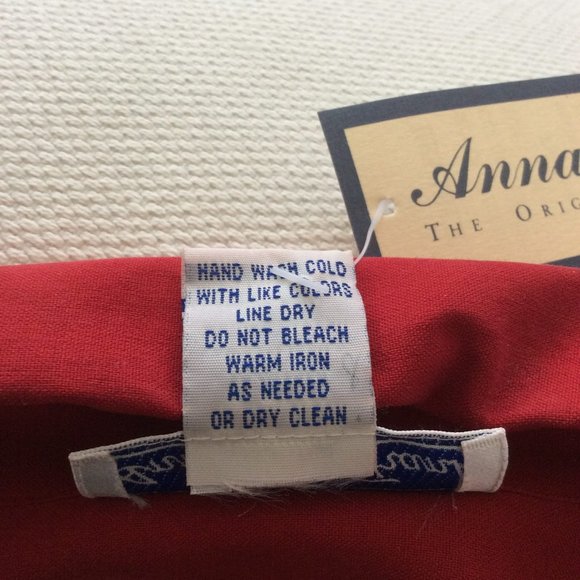 Anna
THE ORIG
HAND WASH COLD
WITH LIKE COLORS
LINE DRY
DO NOT BLEACH
WARM IRON
AS NEEDED
OR DRY CLEAN